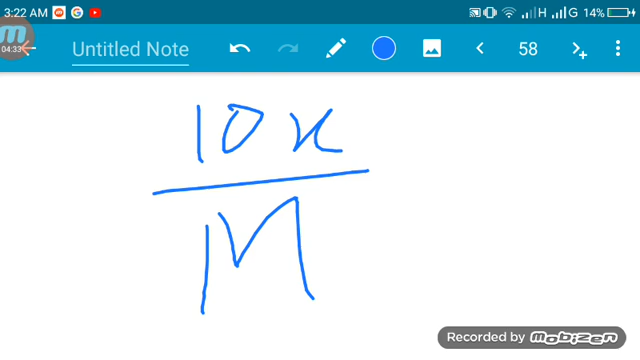 3:22 AM H G 14%
04:33 Untitled Note 58
10x
M
Recorded by
mobizen